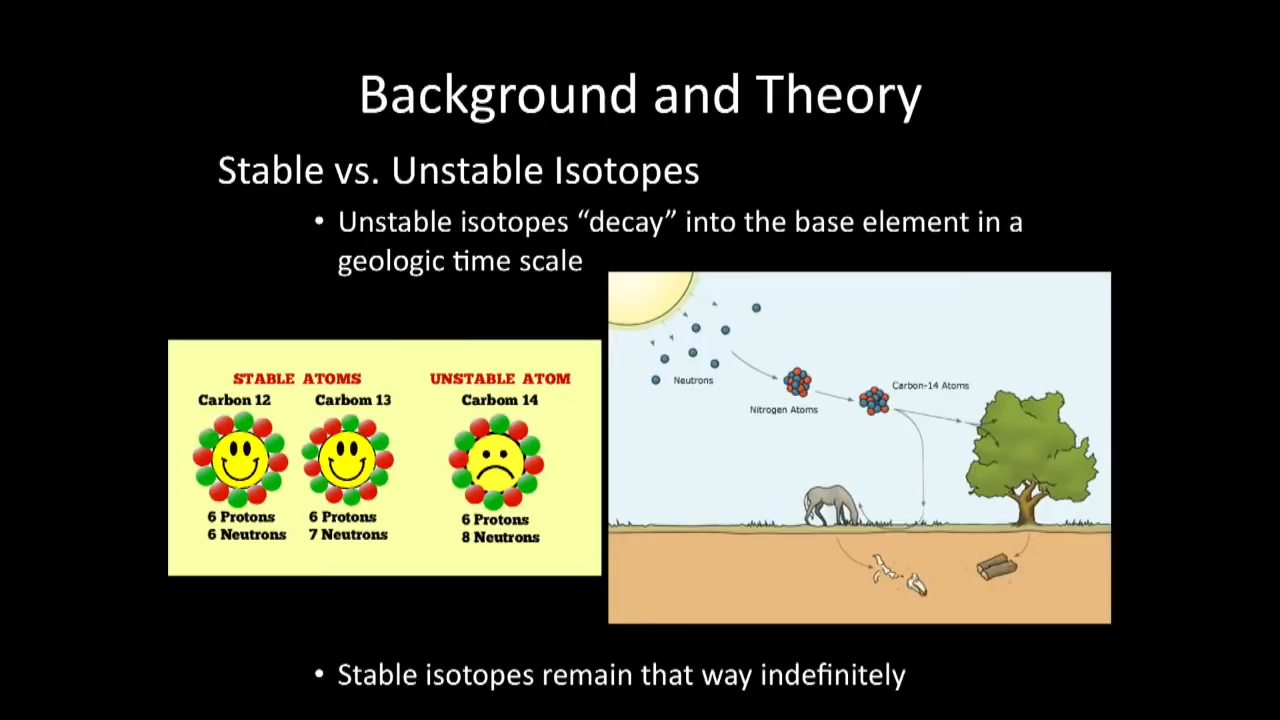 Background and Theory
Stable vs. Unstable Isotopes
• Unstable isotopes “decay” into the base element in a
geologic time scale
STABLE ATOMS
Carbon 12
Carbom 13
6 Protons
6 Neutrons
6 Protons
7 Neutrons
UNSTABLE ATOM
Carbom 14
6 Protons
8 Neutrons
Neutrons
Nitrogen Atoms
Carbon-14 Atoms
• Stable isotopes remain that way indefinitely